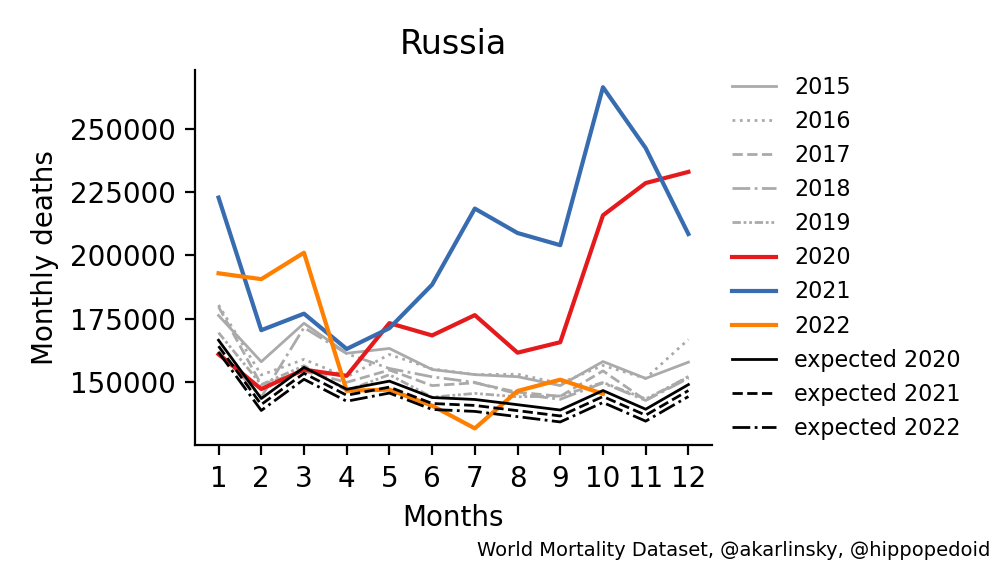 Russia
Monthly deaths
250000
225000
200000
175000
150000
1 2 3 4 5 6 7 8 9 10 11 12
Months
2015
2016
2017
2018
2019
2020
2021
2022
expected 2020
expected 2021
expected 2022
World Mortality Dataset, @akarlinsky, @hippopedoid